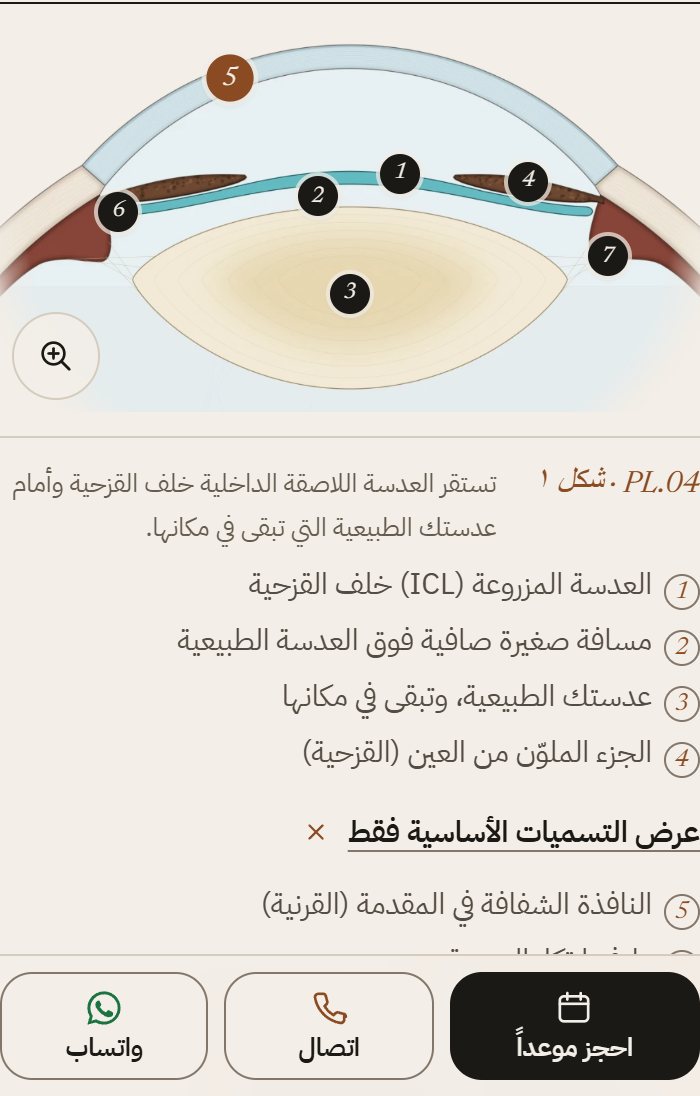 5
1
4
2
6
7
3
PL.04 · شكل ١
تستقر العدسة اللاصقة الداخلية خلف القزحية وأمام
عدستك الطبيعية التي تبقى في مكانها.
1 العدسة المزروعة (ICL) خلف القزحية
2 مسافة صغيرة صافية فوق العدسة الطبيعية
3 عدستك الطبيعية، وتبقى في مكانها
4 الجزء الملوّن من العين (القزحية)
عرض التسميات الأساسية فقط ×
5 النافذة الشفافة في المقدمة (القرنية)
احجز موعداً
اتصال
واتساب